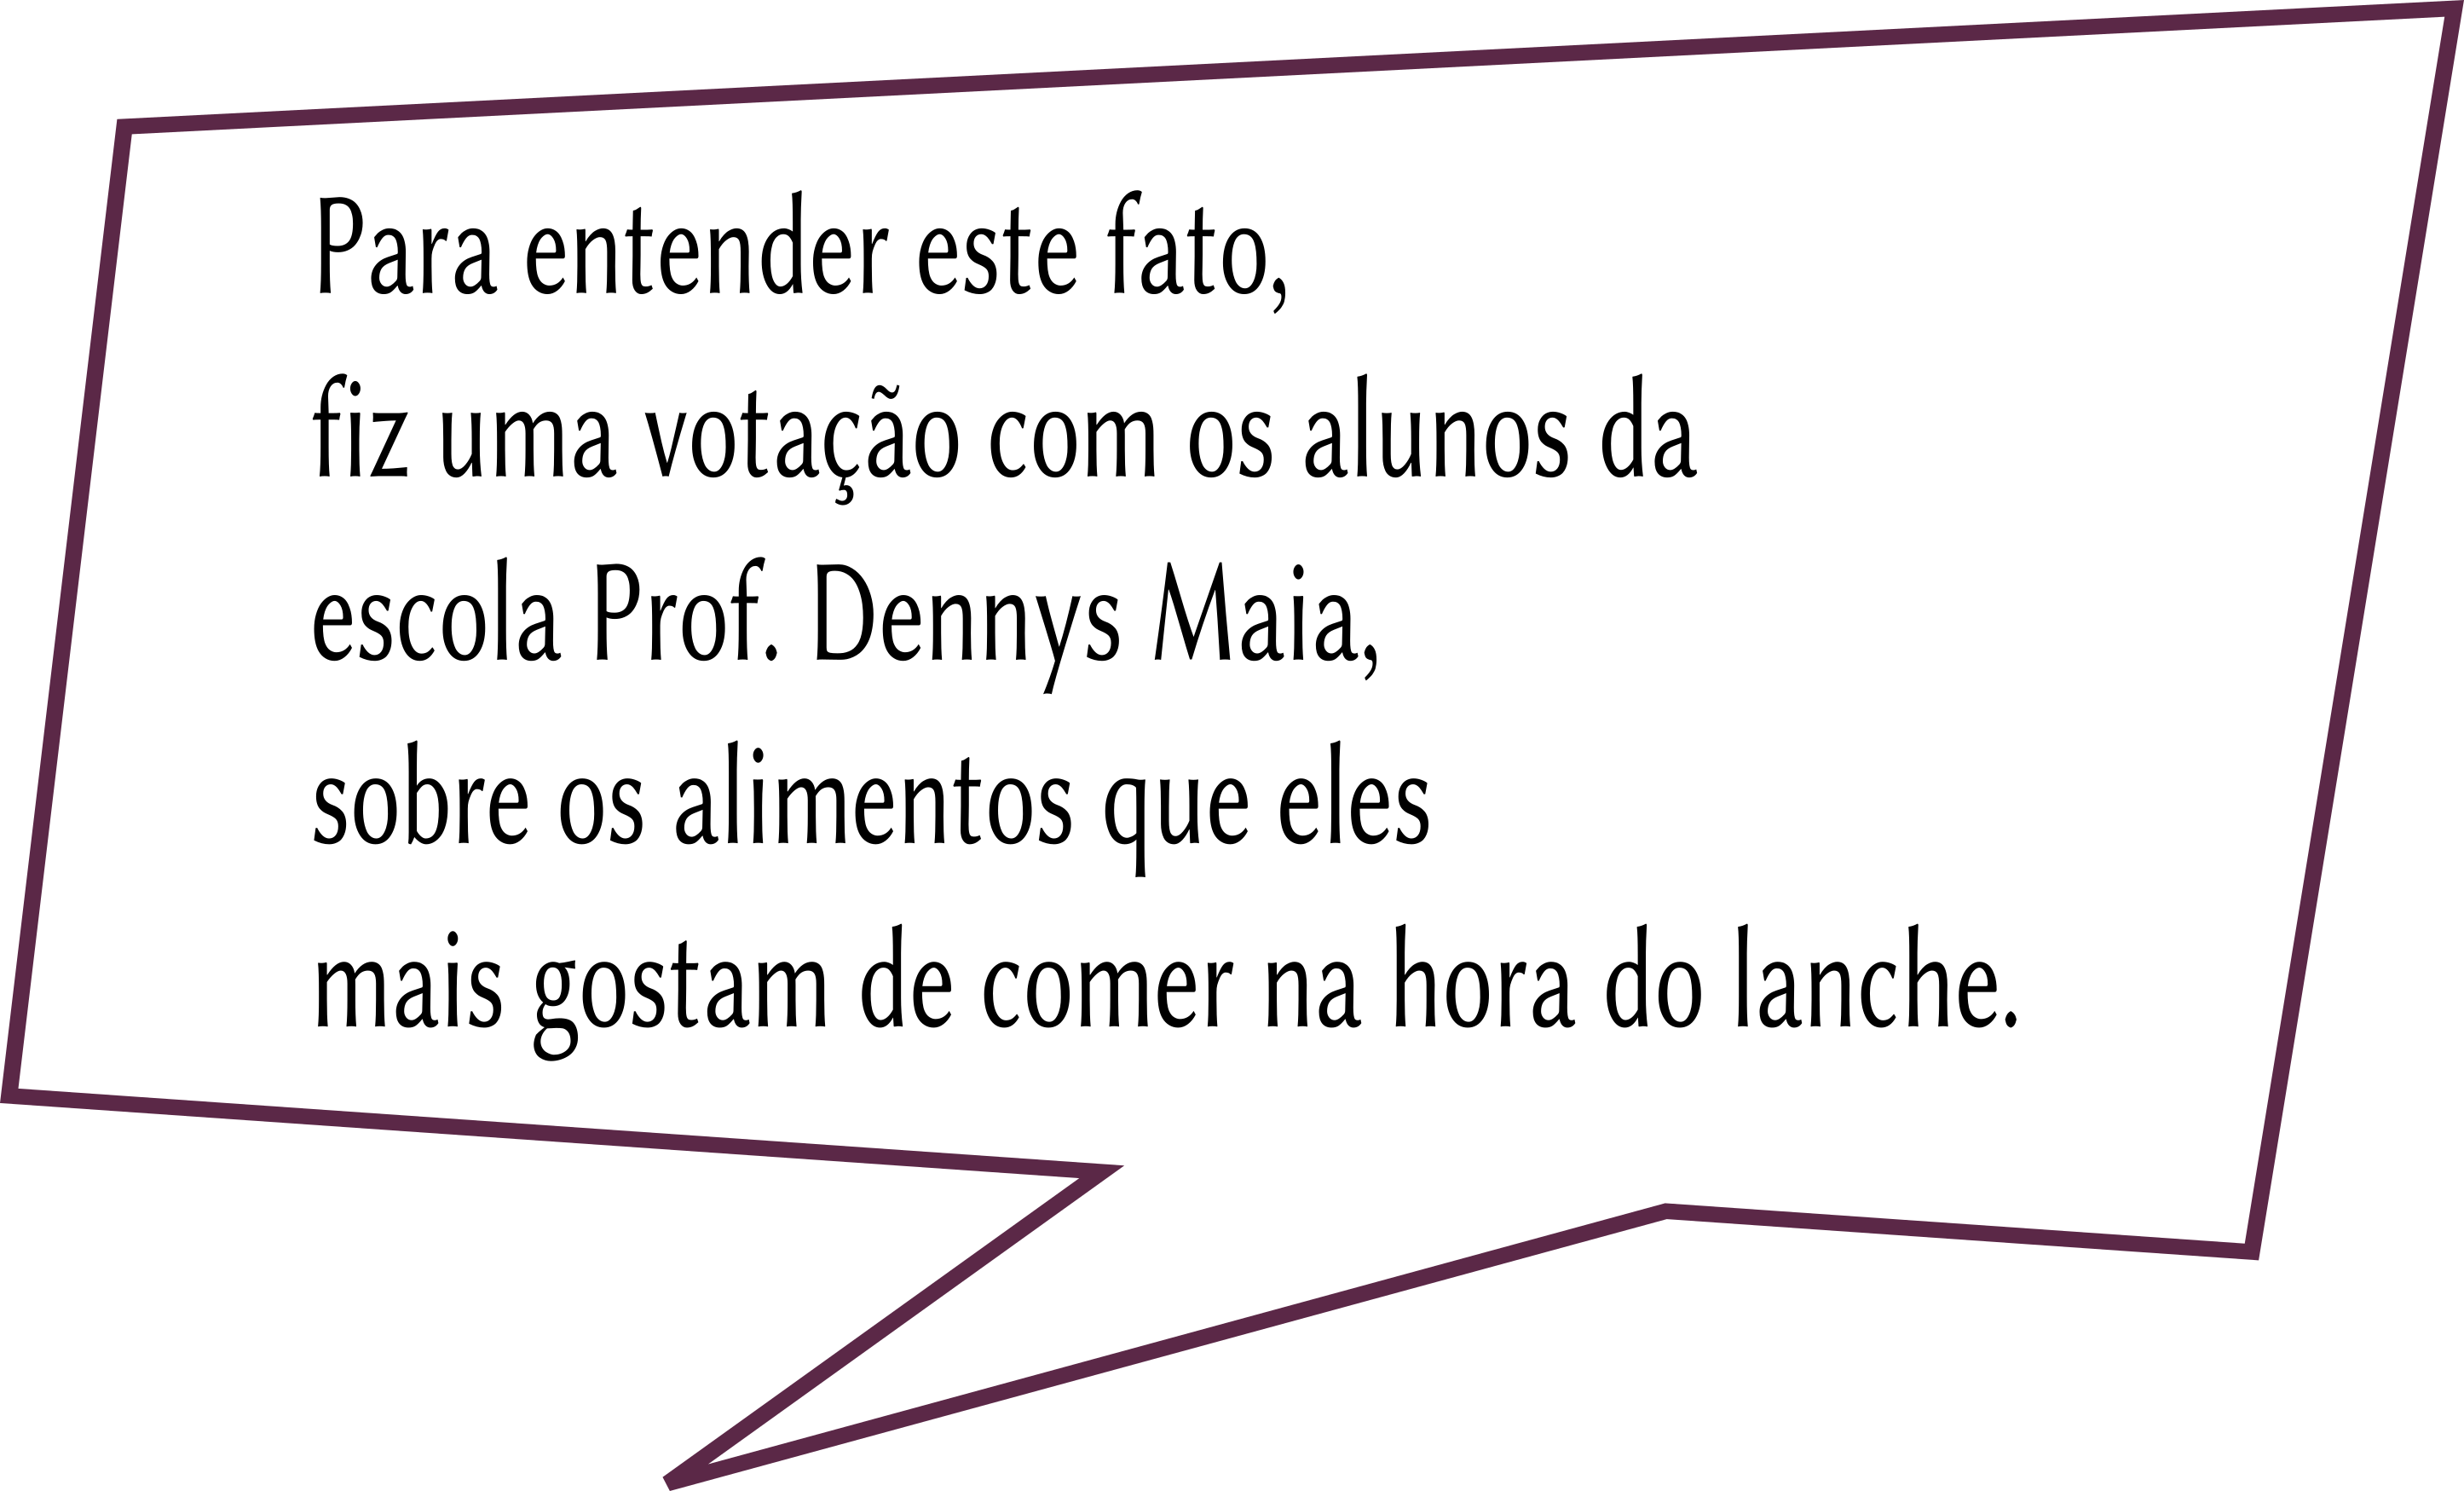 Para entender este fato,
fiz uma votação com os alunos da
escola Prof. Dennys Maia,
sobre os alimentos que eles
mais gostam de comer na hora do lanche.